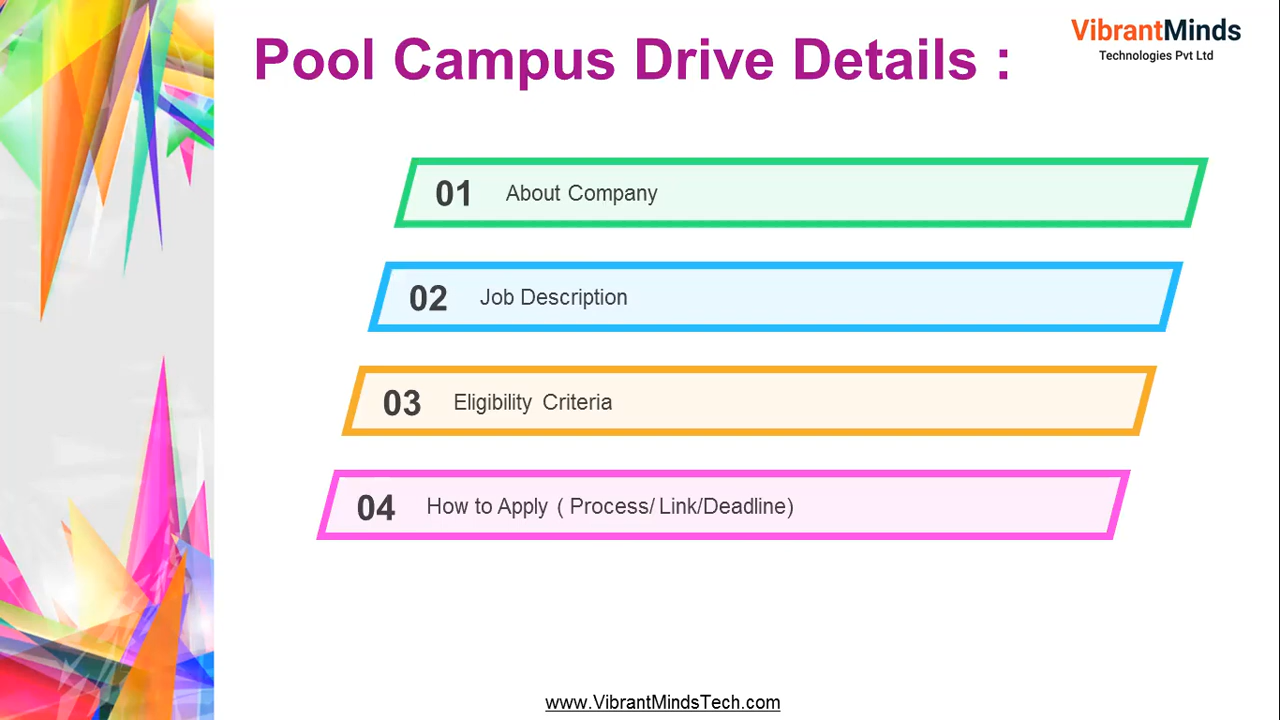 Pool Campus Drive Details :
VibrantMinds
Technologies Pvt Ltd
01 About Company
02 Job Description
03 Eligibility Criteria
04 How to Apply ( Process/ Link/Deadline)
www.VibrantMindsTech.com